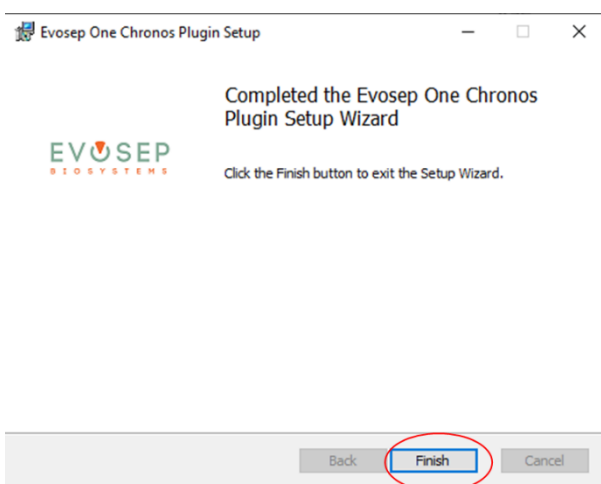 Evosep One Chronos Plugin Setup
Completed the Evosep One Chronos
Plugin Setup Wizard
EVOSEP
BIOSYSTEMS
Click the Finish button to exit the Setup Wizard.
Back Finish Cancel